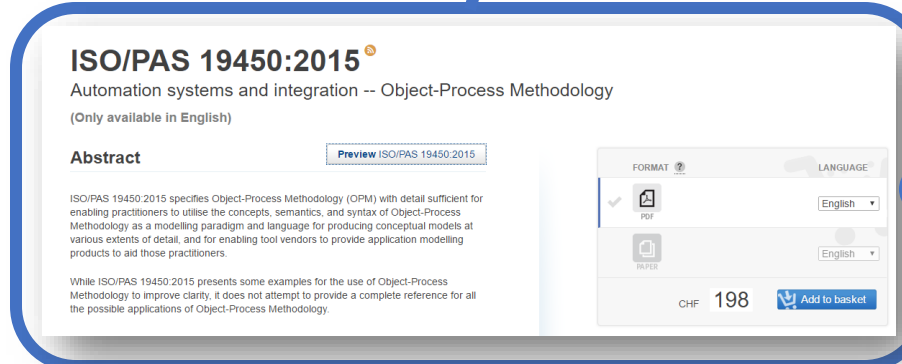 ISO/PAS 19450:2015
Automation systems and integration -- Object-Process Methodology
(Only available in English)
Abstract
Preview ISO/PAS 19450:2015
ISO/PAS 19450:2015 specifies Object-Process Methodology (OPM) with detail sufficient for
enabling practitioners to utilise the concepts, semantics, and syntax of Object-Process
Methodology as a modelling paradigm and language for producing conceptual models at
various extents of detail, and for enabling tool vendors to provide application modelling
products to aid those practitioners.
While ISO/PAS 19450:2015 presents some examples for the use of Object-Process
Methodology to improve clarity, it does not attempt to provide a complete reference for all
the possible applications of Object-Process Methodology.
FORMAT ? LANGUAGE
PDF
English
PAPER
English
CHF 198 Add to basket